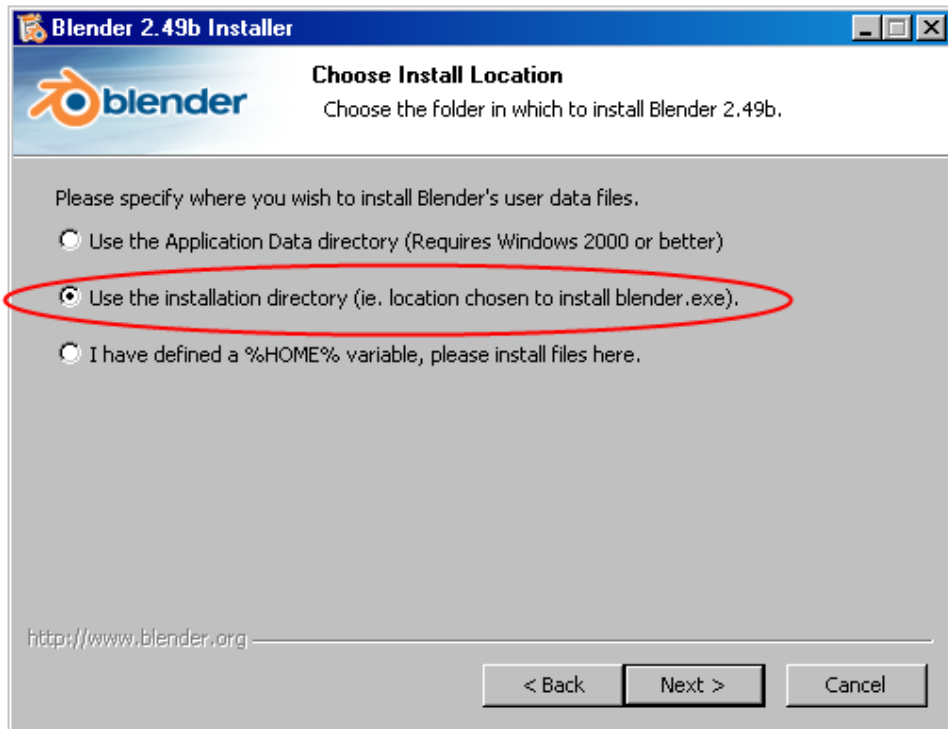 Blender 2.49b Installer
blender
Choose Install Location
Choose the folder in which to install Blender 2.49b.
Please specify where you wish to install Blender's user data files.
Use the Application Data directory (Requires Windows 2000 or better)
Use the installation directory (ie. location chosen to install blender.exe).
I have defined a %HOME% variable, please install files here.
http://www.blender.org
< Back
Next >
Cancel